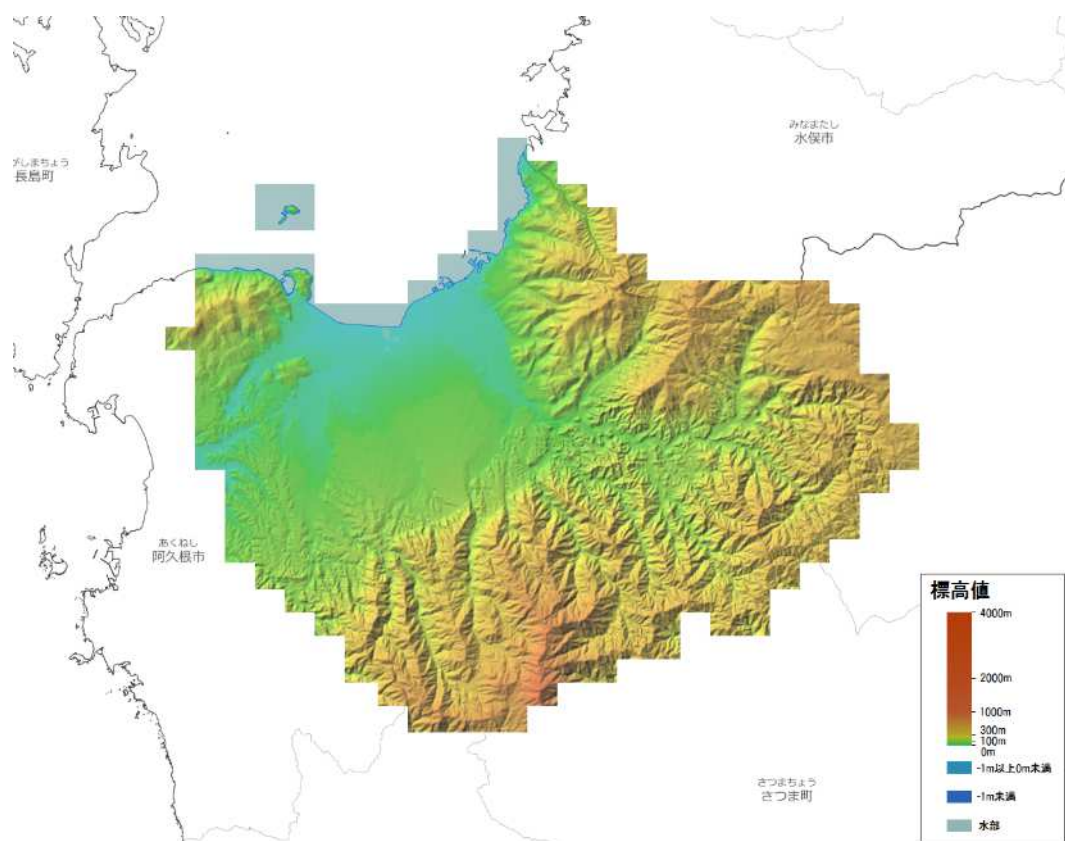 みなまたし
水俣市
がしまちょう
長島町
あくねし
阿久根市
さつまちょう
さつま町
標高値
4000m
2000m
1000m
300m
100m
0m
-1m以上0m未満
-1m未満
水部